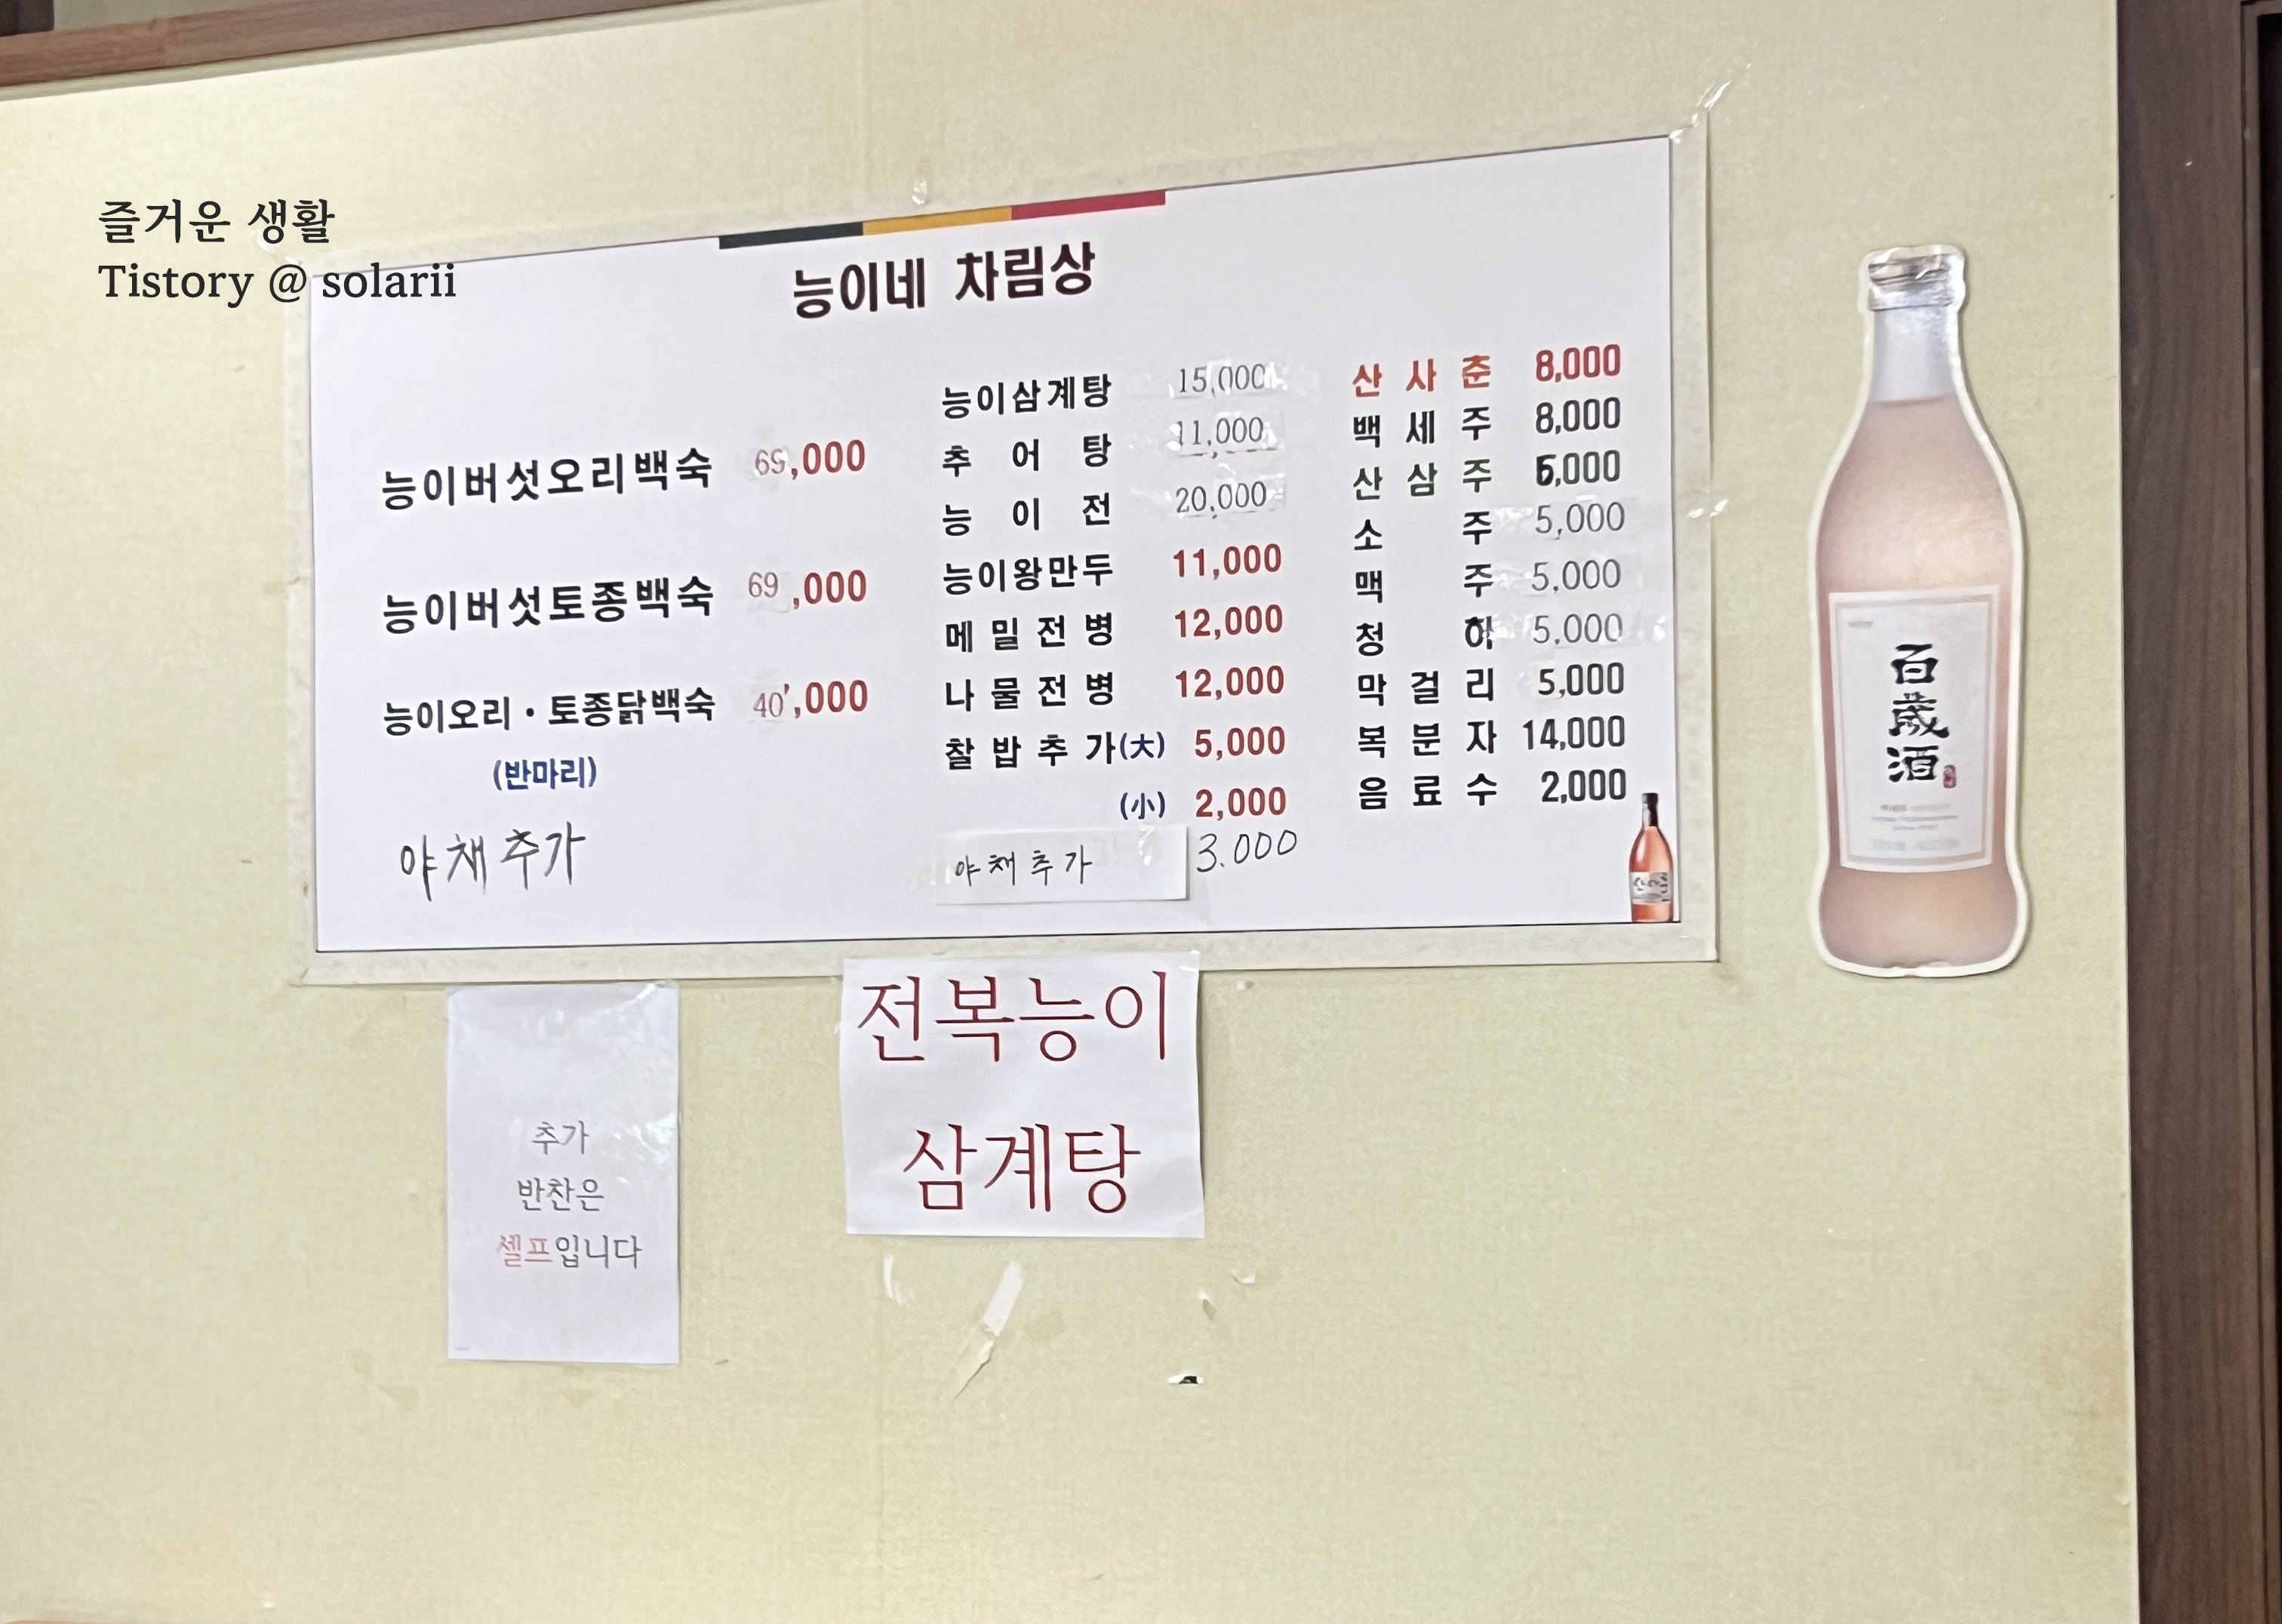 즐거운 생활
Tistory @ solarii
능이네 차림상
능이버섯오리백숙 69,000
능이버섯토종백숙 69,000
능이오리・토종닭백숙 40,000
(반마리)
야채추가
능이삼계탕 15,000
추어탕 11,000
능이전 20,000
능이왕만두 11,000
메밀전병 12,000
나물전병 12,000
찰밥추가(大) 5,000
(小) 2,000
야채추가 3.000
산사춘 8,000
백세주 8,000
산삼주 6,000
소주 5,000
맥주 5,000
청하 5,000
막걸리 5,000
복분자 14,000
음료수 2,000
추가
반찬은
셀프입니다
전복능이
삼계탕
百歲酒